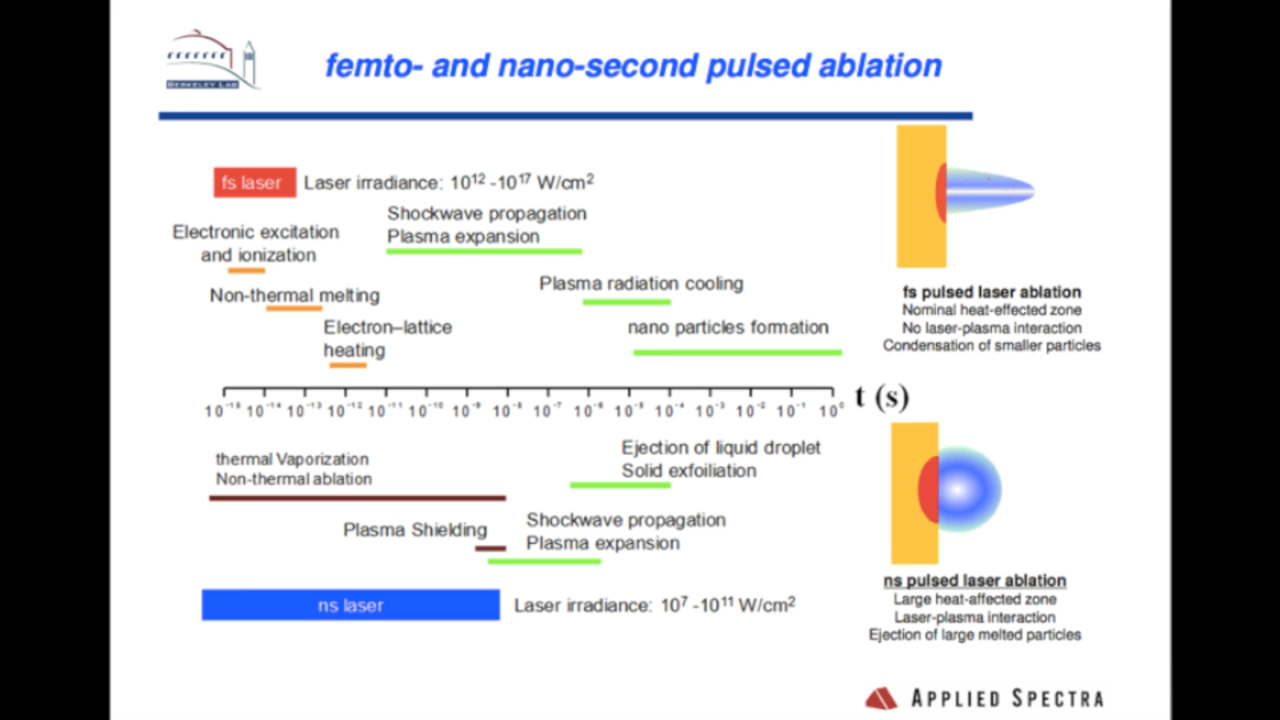 BERKELEY LAB
femto- and nano-second pulsed ablation
fs laser
Laser irradiance: 10¹² -10¹⁷ W/cm²
Shockwave propagation
Plasma expansion
Electronic excitation
and ionization
Plasma radiation cooling
Non-thermal melting
Electron–lattice
heating
nano particles formation
fs pulsed laser ablation
Nominal heat-effected zone
No laser-plasma interaction
Condensation of smaller particles
10⁻¹⁵ 10⁻¹⁴ 10⁻¹³ 10⁻¹² 10⁻¹¹ 10⁻¹⁰ 10⁻⁹ 10⁻⁸ 10⁻⁷ 10⁻⁶ 10⁻⁵ 10⁻⁴ 10⁻³ 10⁻² 10⁻¹ 10⁰ t (s)
thermal Vaporization
Non-thermal ablation
Ejection of liquid droplet
Solid exfoiliation
Plasma Shielding
Shockwave propagation
Plasma expansion
ns laser
Laser irradiance: 10⁷ -10¹¹ W/cm²
ns pulsed laser ablation
Large heat-affected zone
Laser-plasma interaction
Ejection of large melted particles
APPLIED SPECTRA